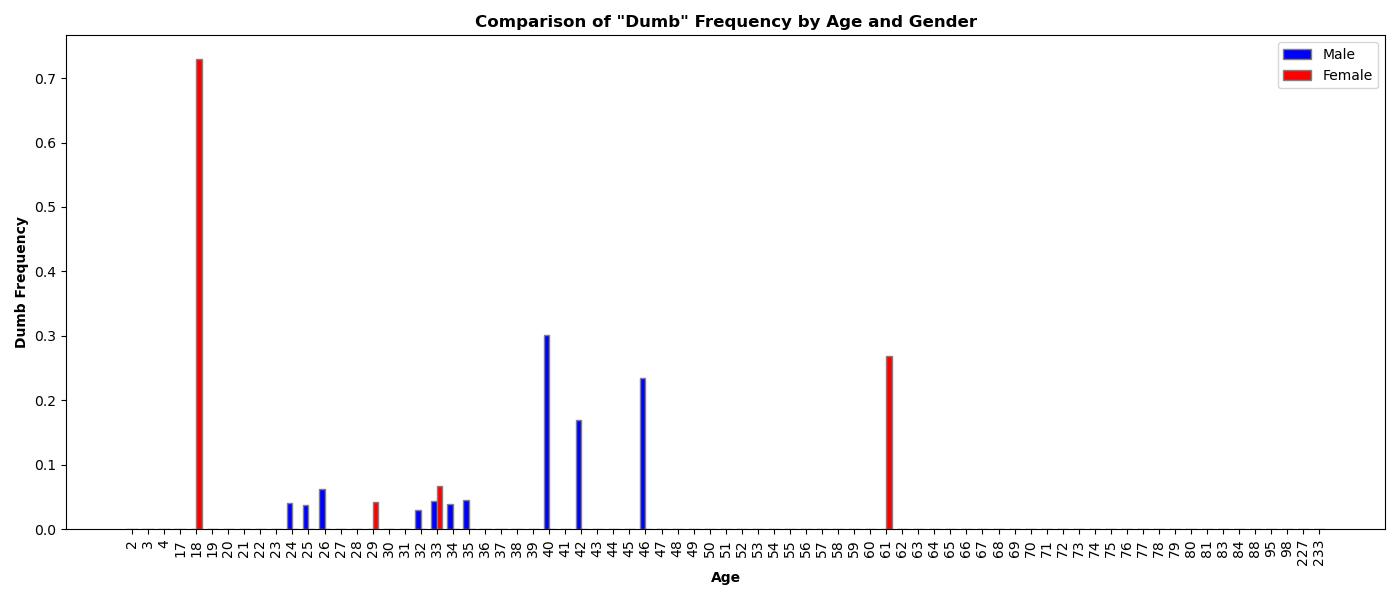 Comparison of "Dumb" Frequency by Age and Gender
Male
Female
0.7
0.6
0.5
0.4
0.3
0.2
0.1
0.0
Dumb Frequency
2 3 4 17 18 19 20 21 22 23 24 25 26 27 28 29 30 31 32 33 34 35 36 37 38 39 40 41 42 43 44 45 46 47 48 49 50 51 52 53 54 55 56 57 58 59 60 61 62 63 64 65 66 67 68 69 70 71 72 73 74 75 76 77 78 79 80 81 83 84 88 95 98 227 233
Age